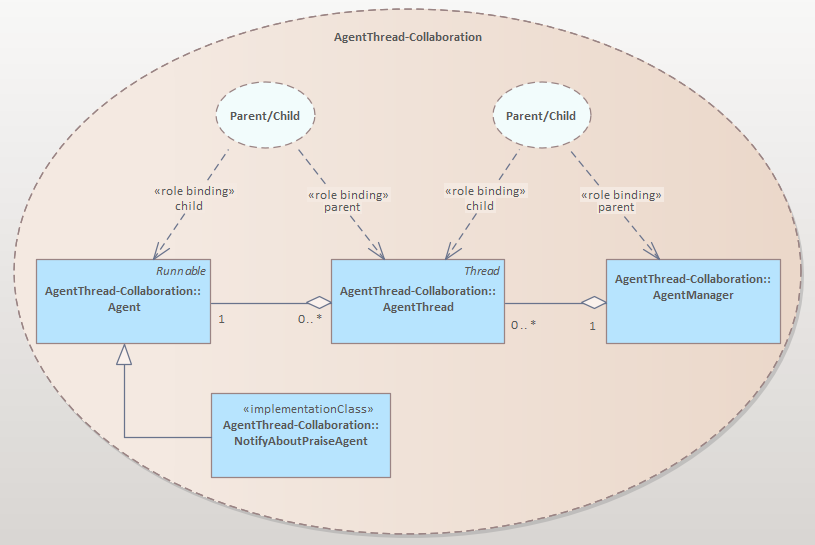 AgentThread-Collaboration
Parent/Child
Parent/Child
«role binding»
child
«role binding»
parent
«role binding»
child
«role binding»
parent
Runnable
AgentThread-Collaboration::
Agent
Thread
AgentThread-Collaboration::
AgentThread
AgentThread-Collaboration::
AgentManager
1
0..*
0..*
1
«implementationClass»
AgentThread-Collaboration::
NotifyAboutPraiseAgent